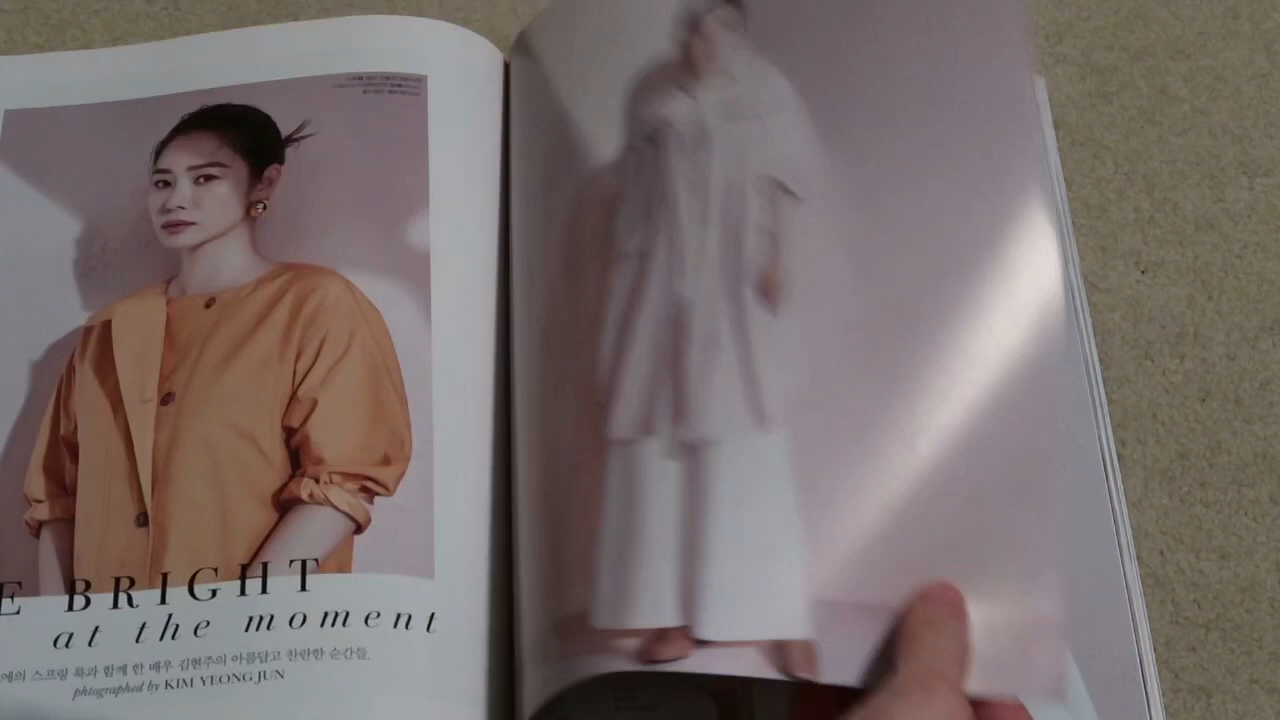 E BRIGHT
at the moment
에의 스프링 룩과 함께 한 배우 김현주의 아름답고 찬란한 순간들.
phtographed by KIM YEONG JUN